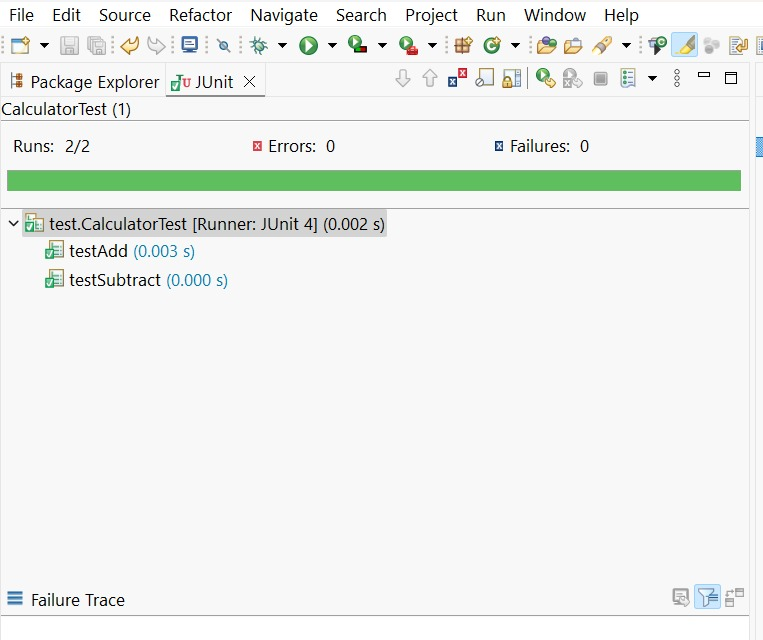 File Edit Source Refactor Navigate Search Project Run Window Help
Package Explorer JUnit
CalculatorTest (1)
Runs: 2/2 Errors: 0 Failures: 0
test.CalculatorTest [Runner: JUnit 4] (0.002 s)
testAdd (0.003 s)
testSubtract (0.000 s)
Failure Trace